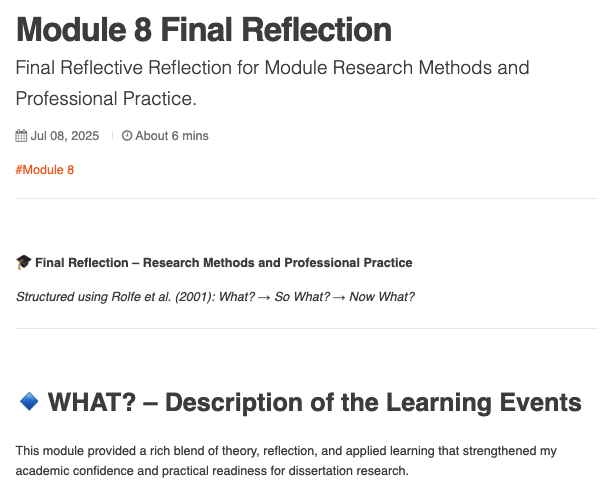 Module 8 Final Reflection
Final Reflective Reflection for Module Research Methods and
Professional Practice.
Jul 08, 2025 | About 6 mins
#Module 8
Final Reflection – Research Methods and Professional Practice
Structured using Rolfe et al. (2001): What? → So What? → Now What?
WHAT? – Description of the Learning Events
This module provided a rich blend of theory, reflection, and applied learning that strengthened my
academic confidence and practical readiness for dissertation research.